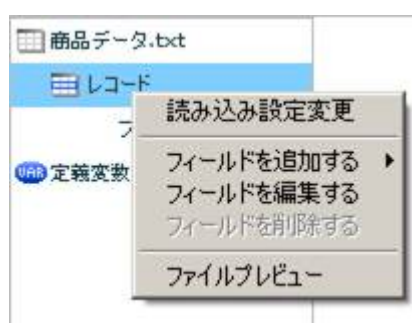 商品データ.txt
レコード
フ
VAR 定義変数
読み込み設定変更
フィールドを追加する
フィールドを編集する
フィールドを削除する
ファイルプレビュー